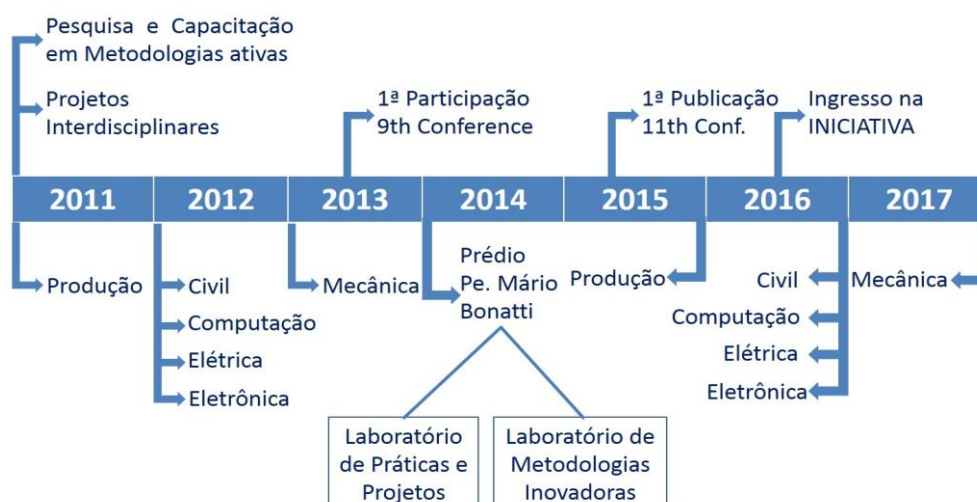 Pesquisa e Capacitação
em Metodologias ativas
Projetos
Interdisciplinares
1ª Participação
9th Conference
1ª Publicação
11th Conf.
Ingresso na
INICIATIVA
2011
2012
2013
2014
2015
2016
2017
Produção
Civil
Computação
Elétrica
Eletrônica
Mecânica
Prédio
Pe. Mário
Bonatti
Produção
Civil
Computação
Elétrica
Eletrônica
Mecânica
Laboratório
de Práticas e
Projetos
Laboratório de
Metodologias
Inovadoras